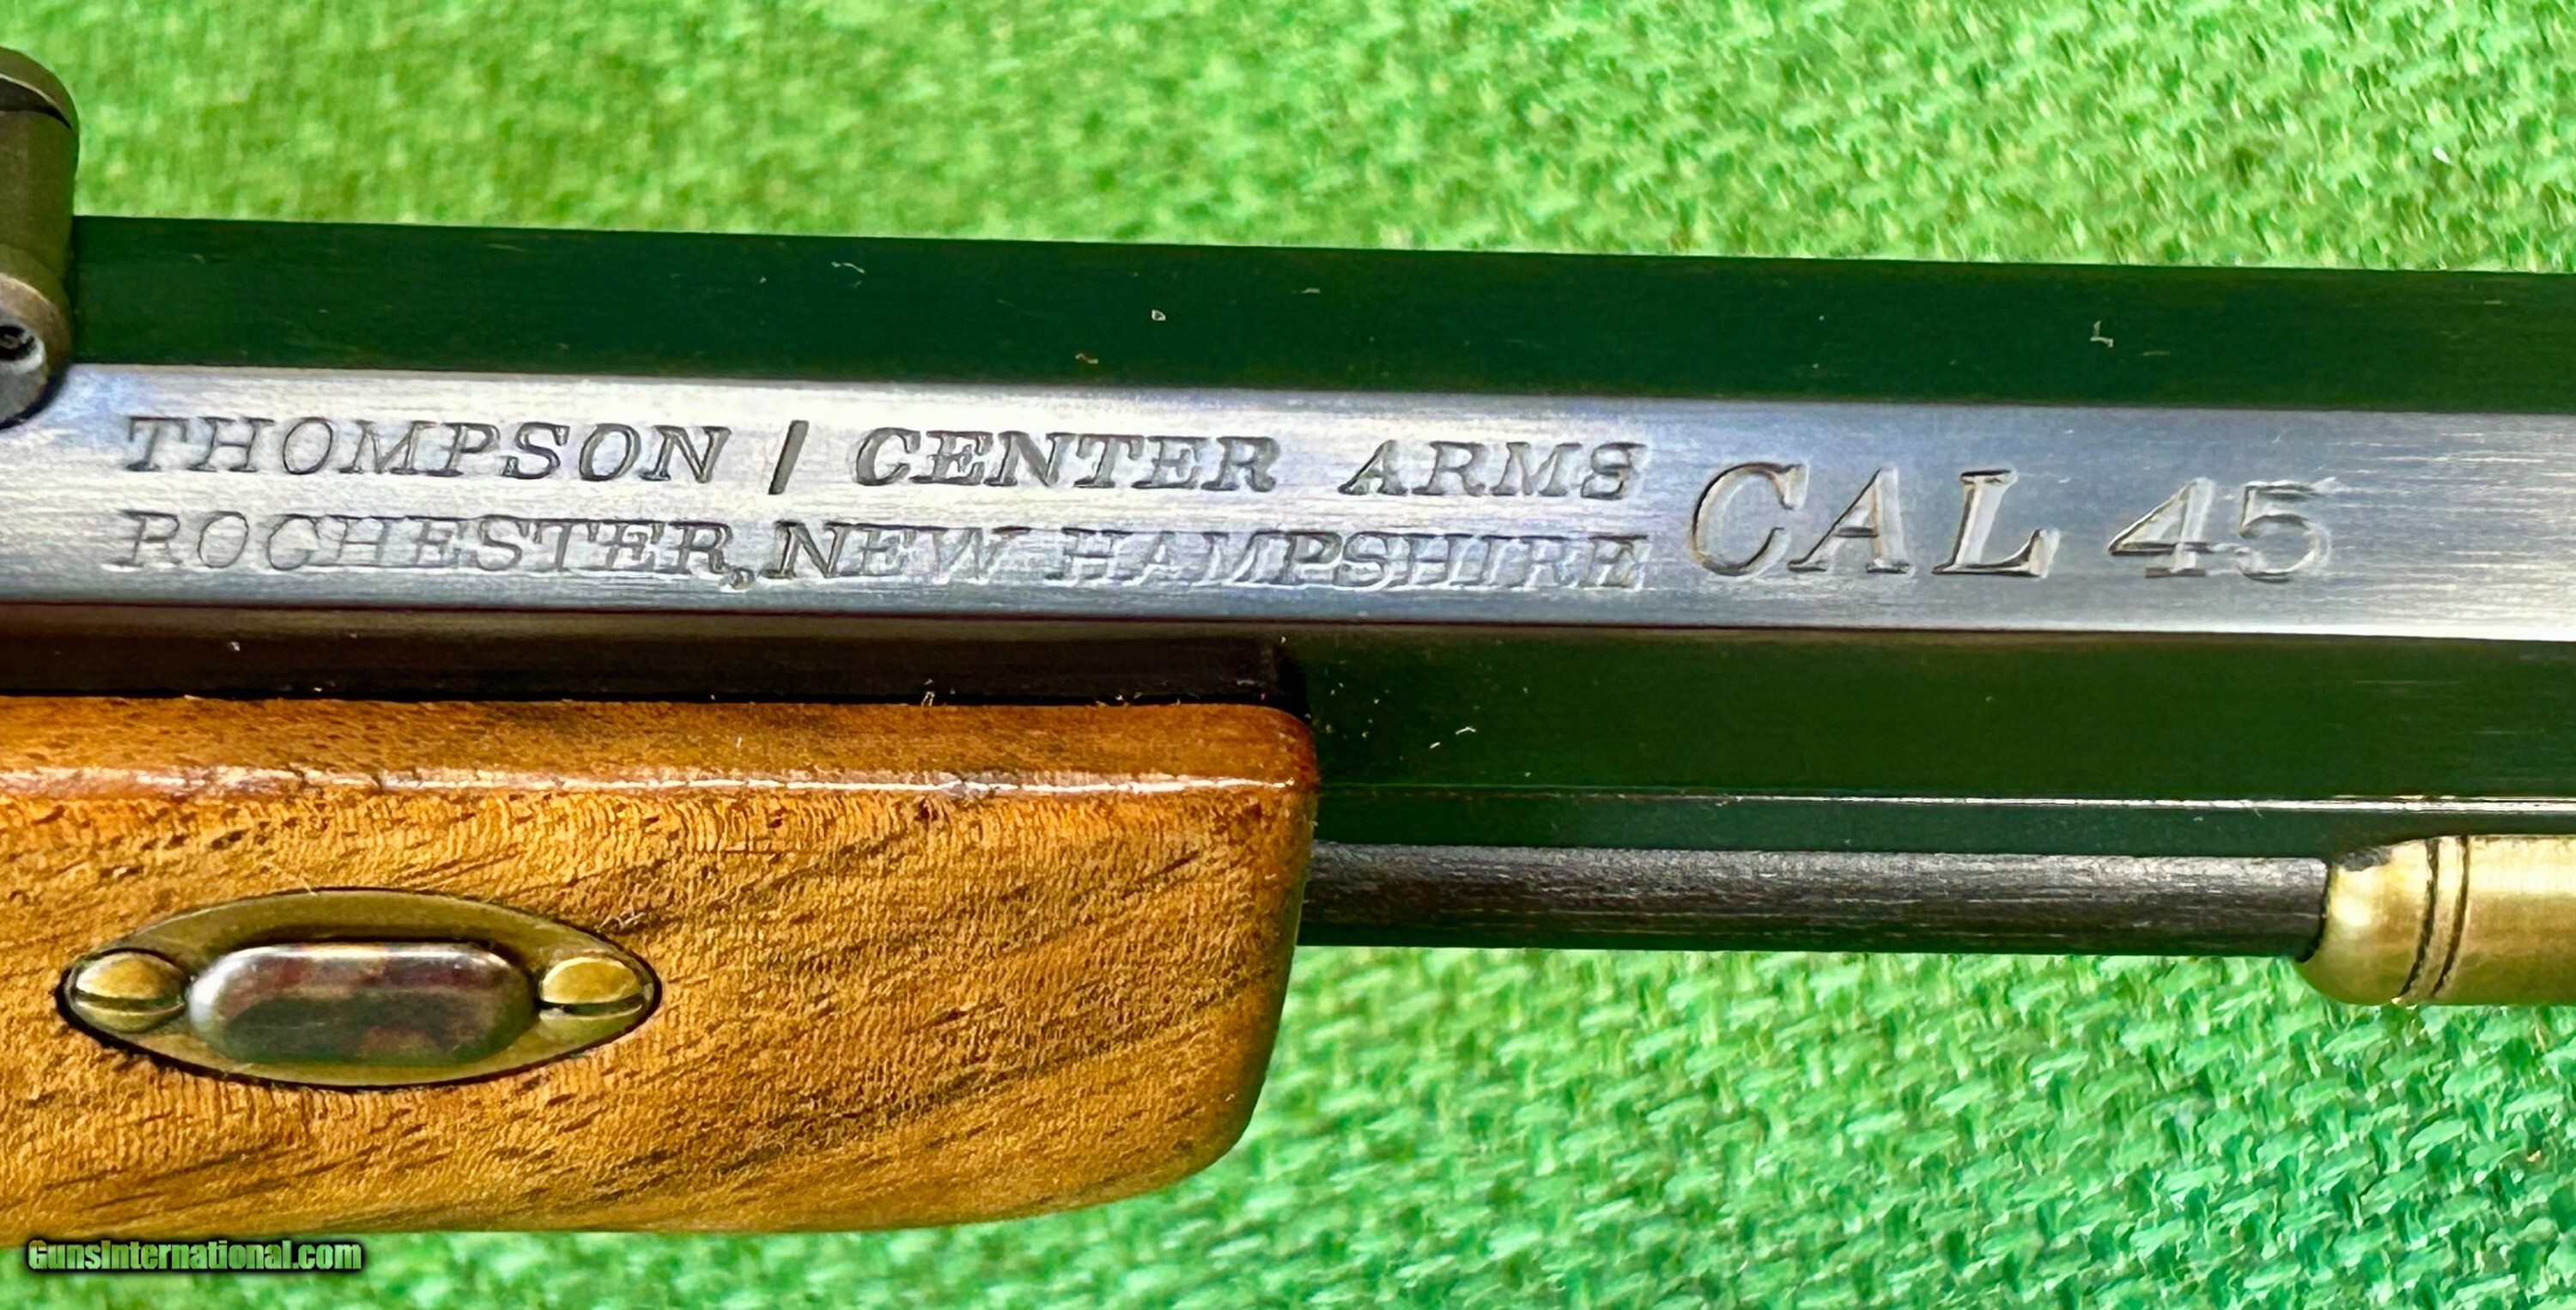 THOMPSON / CENTER ARMS
ROCHESTER, NEW HAMPSHIRE
CAL 45
GunsInternational.com